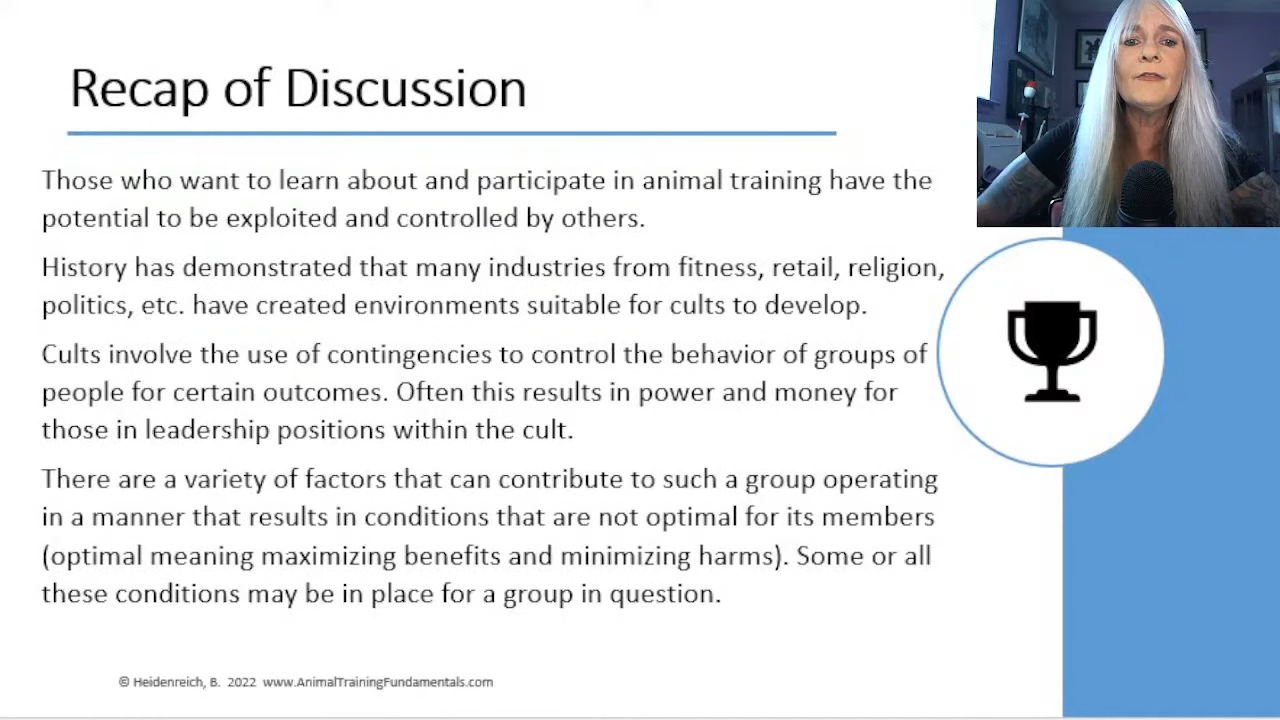 Recap of Discussion
Those who want to learn about and participate in animal training have the
potential to be exploited and controlled by others.
History has demonstrated that many industries from fitness, retail, religion,
politics, etc. have created environments suitable for cults to develop.
Cults involve the use of contingencies to control the behavior of groups of
people for certain outcomes. Often this results in power and money for
those in leadership positions within the cult.
There are a variety of factors that can contribute to such a group operating
in a manner that results in conditions that are not optimal for its members
(optimal meaning maximizing benefits and minimizing harms). Some or all
these conditions may be in place for a group in question.
© Heidenreich, B. 2022 www.AnimalTrainingFundamentals.com